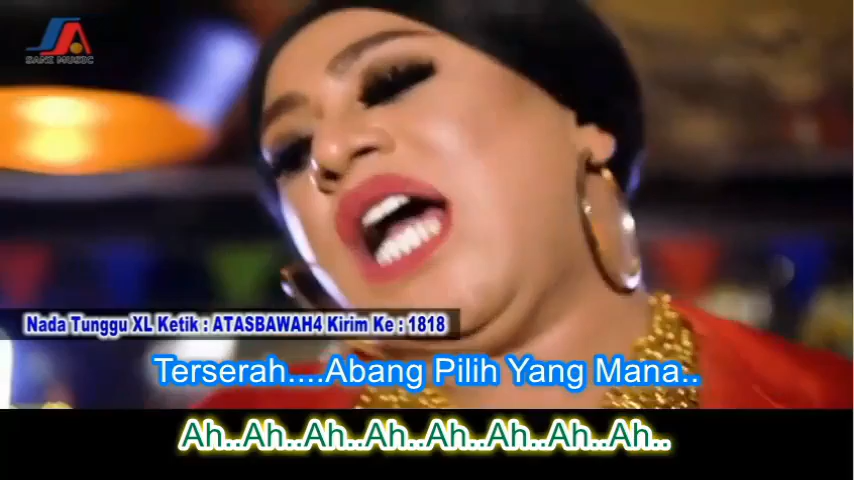 SANI MUSIC
Nada Tunggu XL Ketik : ATASBAWAH4 Kirim Ke : 1818
Terserah....Abang Pilih Yang Mana..
Ah..Ah..Ah..Ah..Ah..Ah..Ah..Ah..